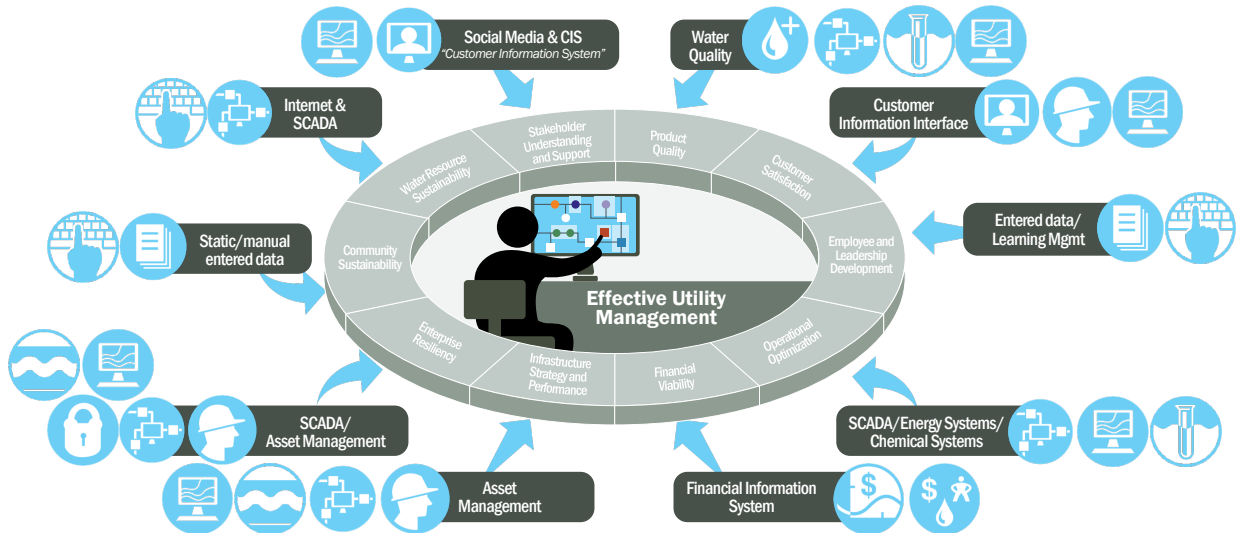 Social Media & CIS
"Customer Information System"
Water
Quality
Internet &
SCADA
Customer
Information Interface
Stakeholder
Understanding
and Support
Product
Quality
Water Resource
Sustainability
Customer
Satisfaction
Static/manual
entered data
Entered data/
Learning Mgmt
Community
Sustainability
Employee and
Leadership
Development
Effective Utility
Management
Enterprise
Resiliency
Infrastructure
Strategy and
Performance
Financial
Viability
Operational
Optimization
SCADA/
Asset Management
SCADA/Energy Systems/
Chemical Systems
Asset
Management
Financial Information
System
$
$